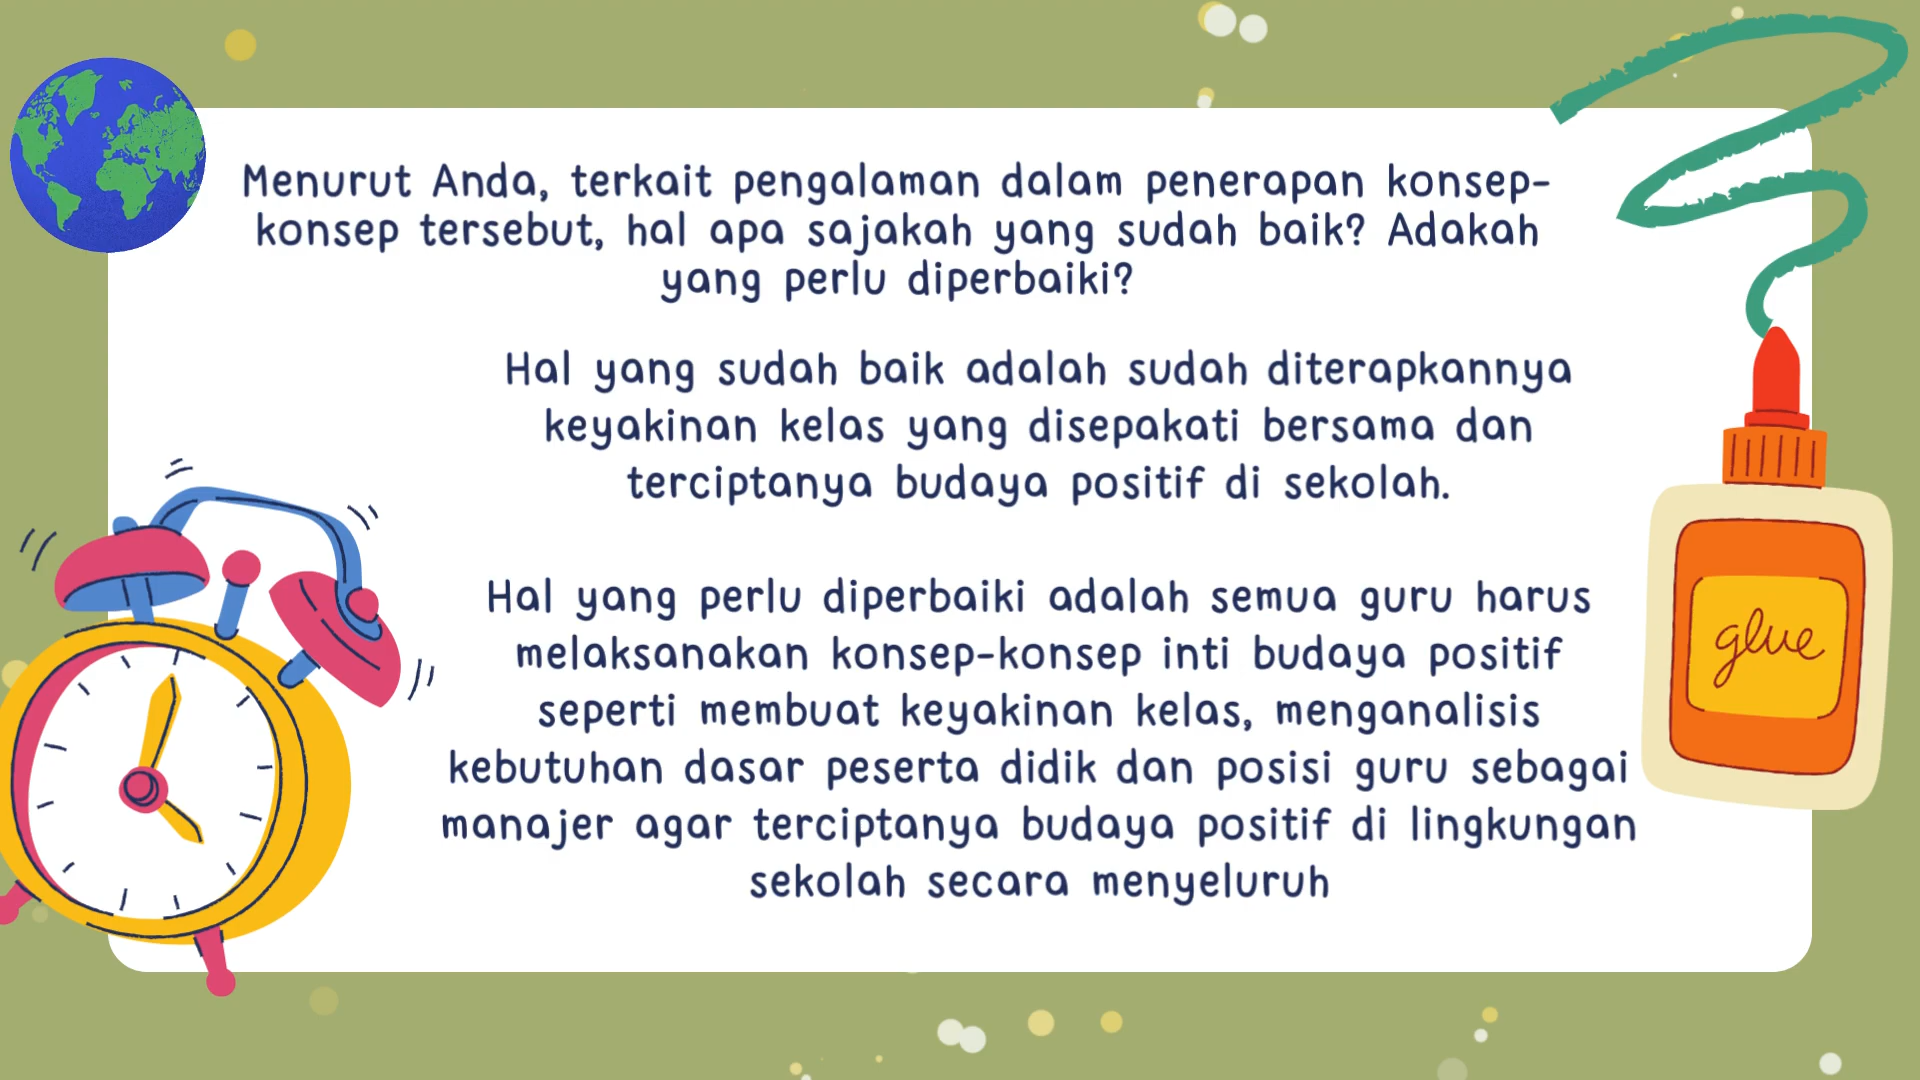 Menurut Anda, terkait pengalaman dalam penerapan konsep-
konsep tersebut, hal apa sajakah yang sudah baik? Adakah
yang perlu diperbaiki?
Hal yang sudah baik adalah sudah diterapkannya
keyakinan kelas yang disepakati bersama dan
terciptanya budaya positif di sekolah.
Hal yang perlu diperbaiki adalah semua guru harus
melaksanakan konsep-konsep inti budaya positif
seperti membuat keyakinan kelas, menganalisis
kebutuhan dasar peserta didik dan posisi guru sebagai
manajer agar terciptanya budaya positif di lingkungan
sekolah secara menyeluruh
glue